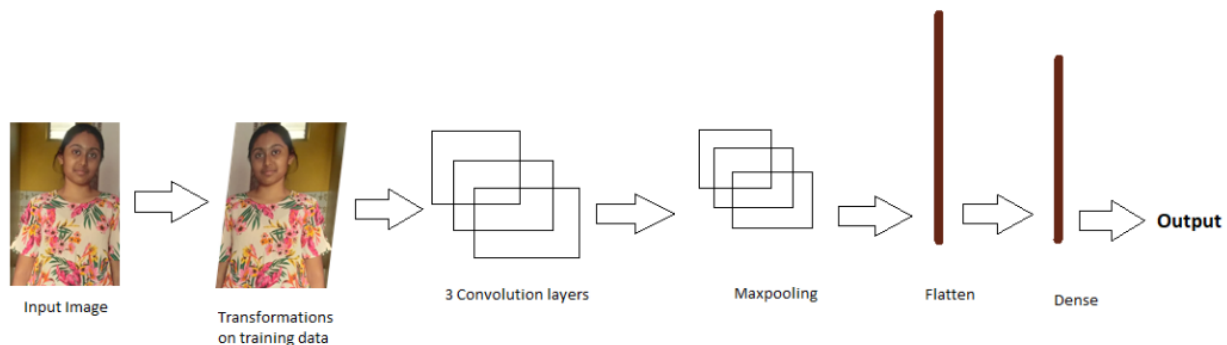 Input Image
Transformations
on training data
3 Convolution layers
Maxpooling
Flatten
Dense
Output